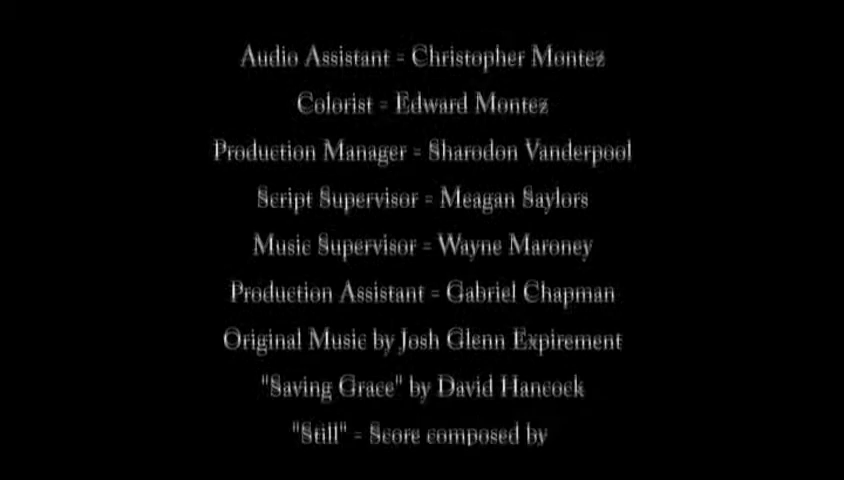 Audio Assistant = Christopher Montez
Colorist = Edward Montez
Production Manager = Sharodon Vanderpool
Script Supervisor = Meagan Saylors
Music Supervisor = Wayne Maroney
Production Assistant = Gabriel Chapman
Original Music by Josh Glenn Expirement
"Saving Grace" by David Hancock
"Still" = Score composed by